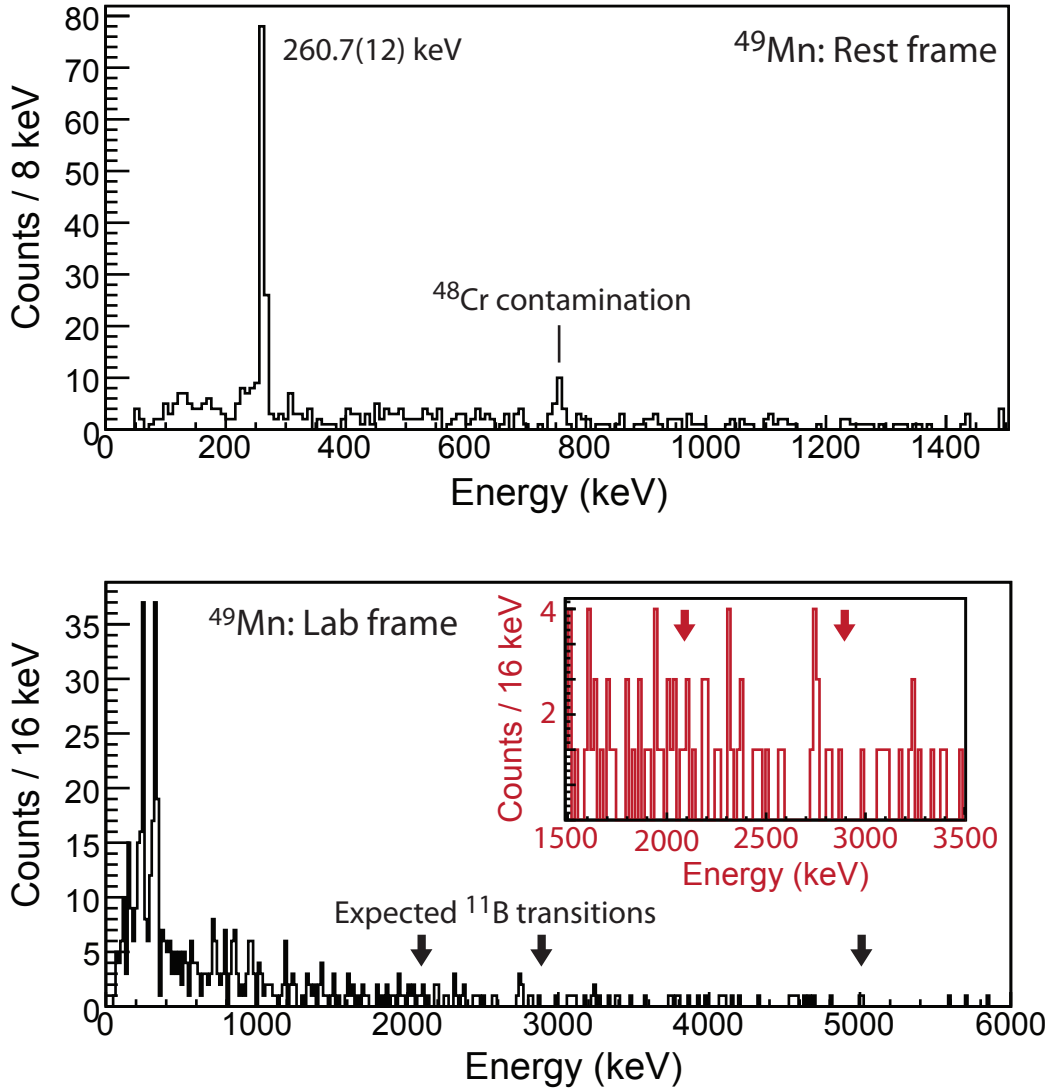 80
70
60
50
40
30
20
10
0
Counts / 8 keV
260.7(12) keV
⁴⁹Mn: Rest frame
⁴⁸Cr contamination
0 200 400 600 800 1000 1200 1400
Energy (keV)
35
30
25
20
15
10
5
0
Counts / 16 keV
⁴⁹Mn: Lab frame
4
2
Counts / 16 keV
1500 2000 2500 3000 3500
Energy (keV)
Expected ¹¹B transitions
0 1000 2000 3000 4000 5000 6000
Energy (keV)